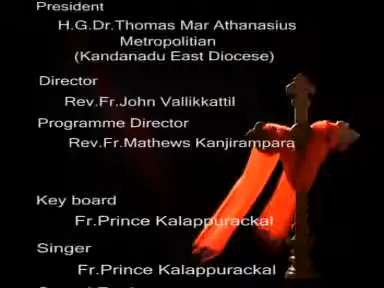 President
H.G.Dr.Thomas Mar Athanasius
Metropolitian
(Kandanadu East Diocese)
Director
Rev.Fr.John Vallikkattil
Programme Director
Rev.Fr.Mathews Kanjirampara
Key board
Fr.Prince Kalappurackal
Singer
Fr.Prince Kalappurackal